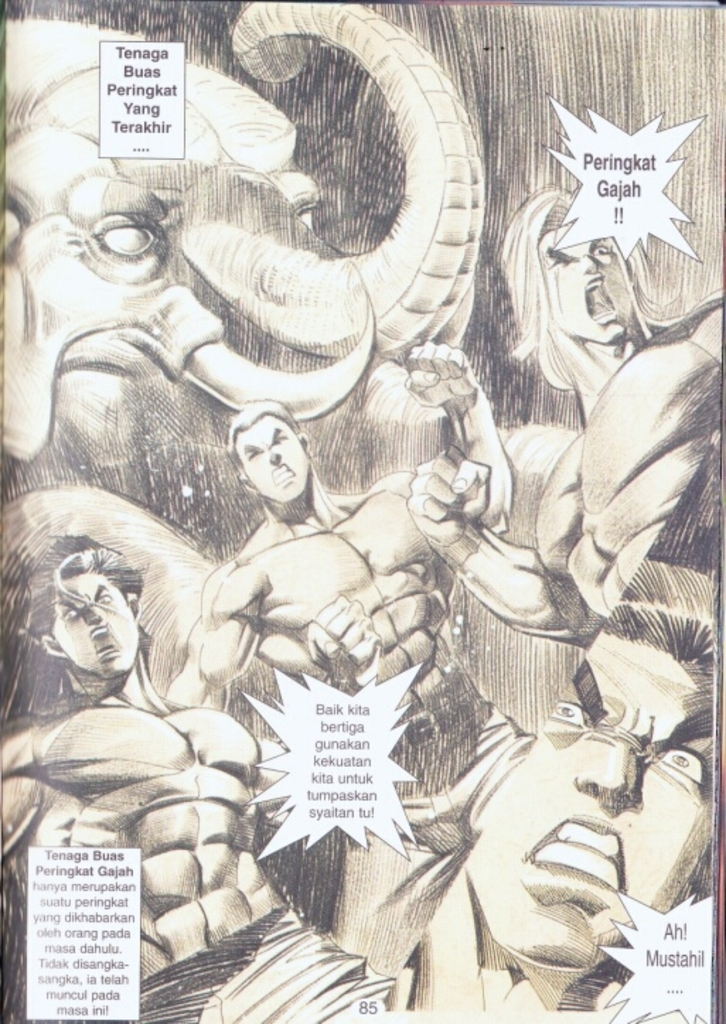 Tenaga
Buas
Peringkat
Yang
Terakhir
....
Peringkat
Gajah
!!
Baik kita
bertiga
gunakan
kekuatan
kita untuk
tumpaskan
syaitan tu!
Tenaga Buas
Peringkat Gajah
hanya merupakan
suatu peringkat
yang dikhabarkan
oleh orang pada
masa dahulu.
Tidak disangka-
sangka, ia telah
muncul pada
masa ini!
Ah!
Mustahil
....
85